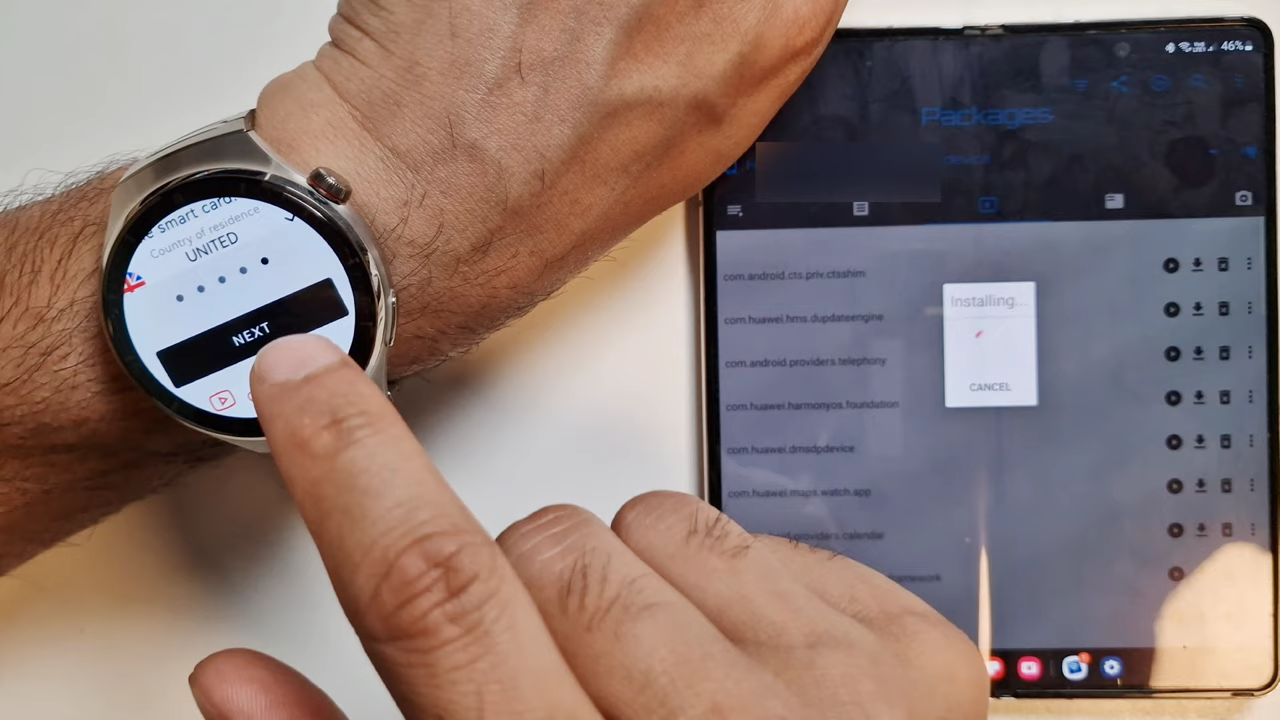 smart card
Country of residence
UNITED
NEXT
46%
Packages
device
com.android.cts.priv.ctsshim
com.huawei.hms.dupdateengine
com.android.providers.telephony
com.huawei.harmonyos.foundation
com.huawei.dmsdpdevice
com.huawei.maps.watch.app
.providers.calendar
Installing...
CANCEL